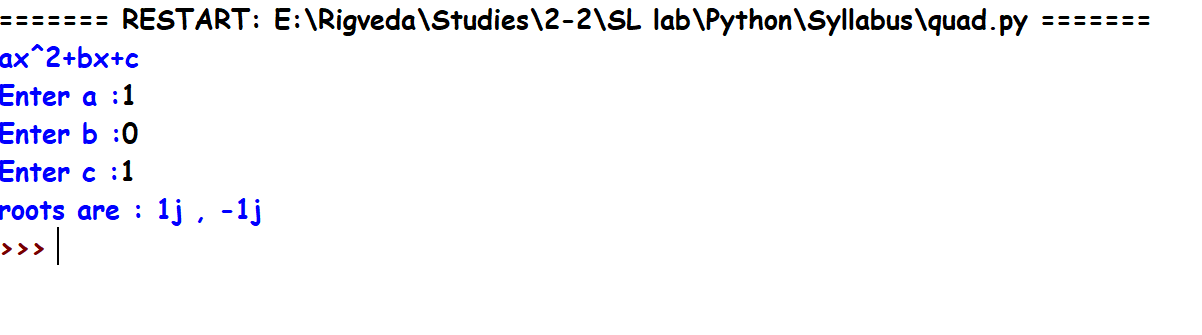 ======= RESTART: E:\Rigveda\Studies\2-2\SL lab\Python\Syllabus\quad.py =======
ax^2+bx+c
Enter a :1
Enter b :0
Enter c :1
roots are : 1j , -1j
>>>